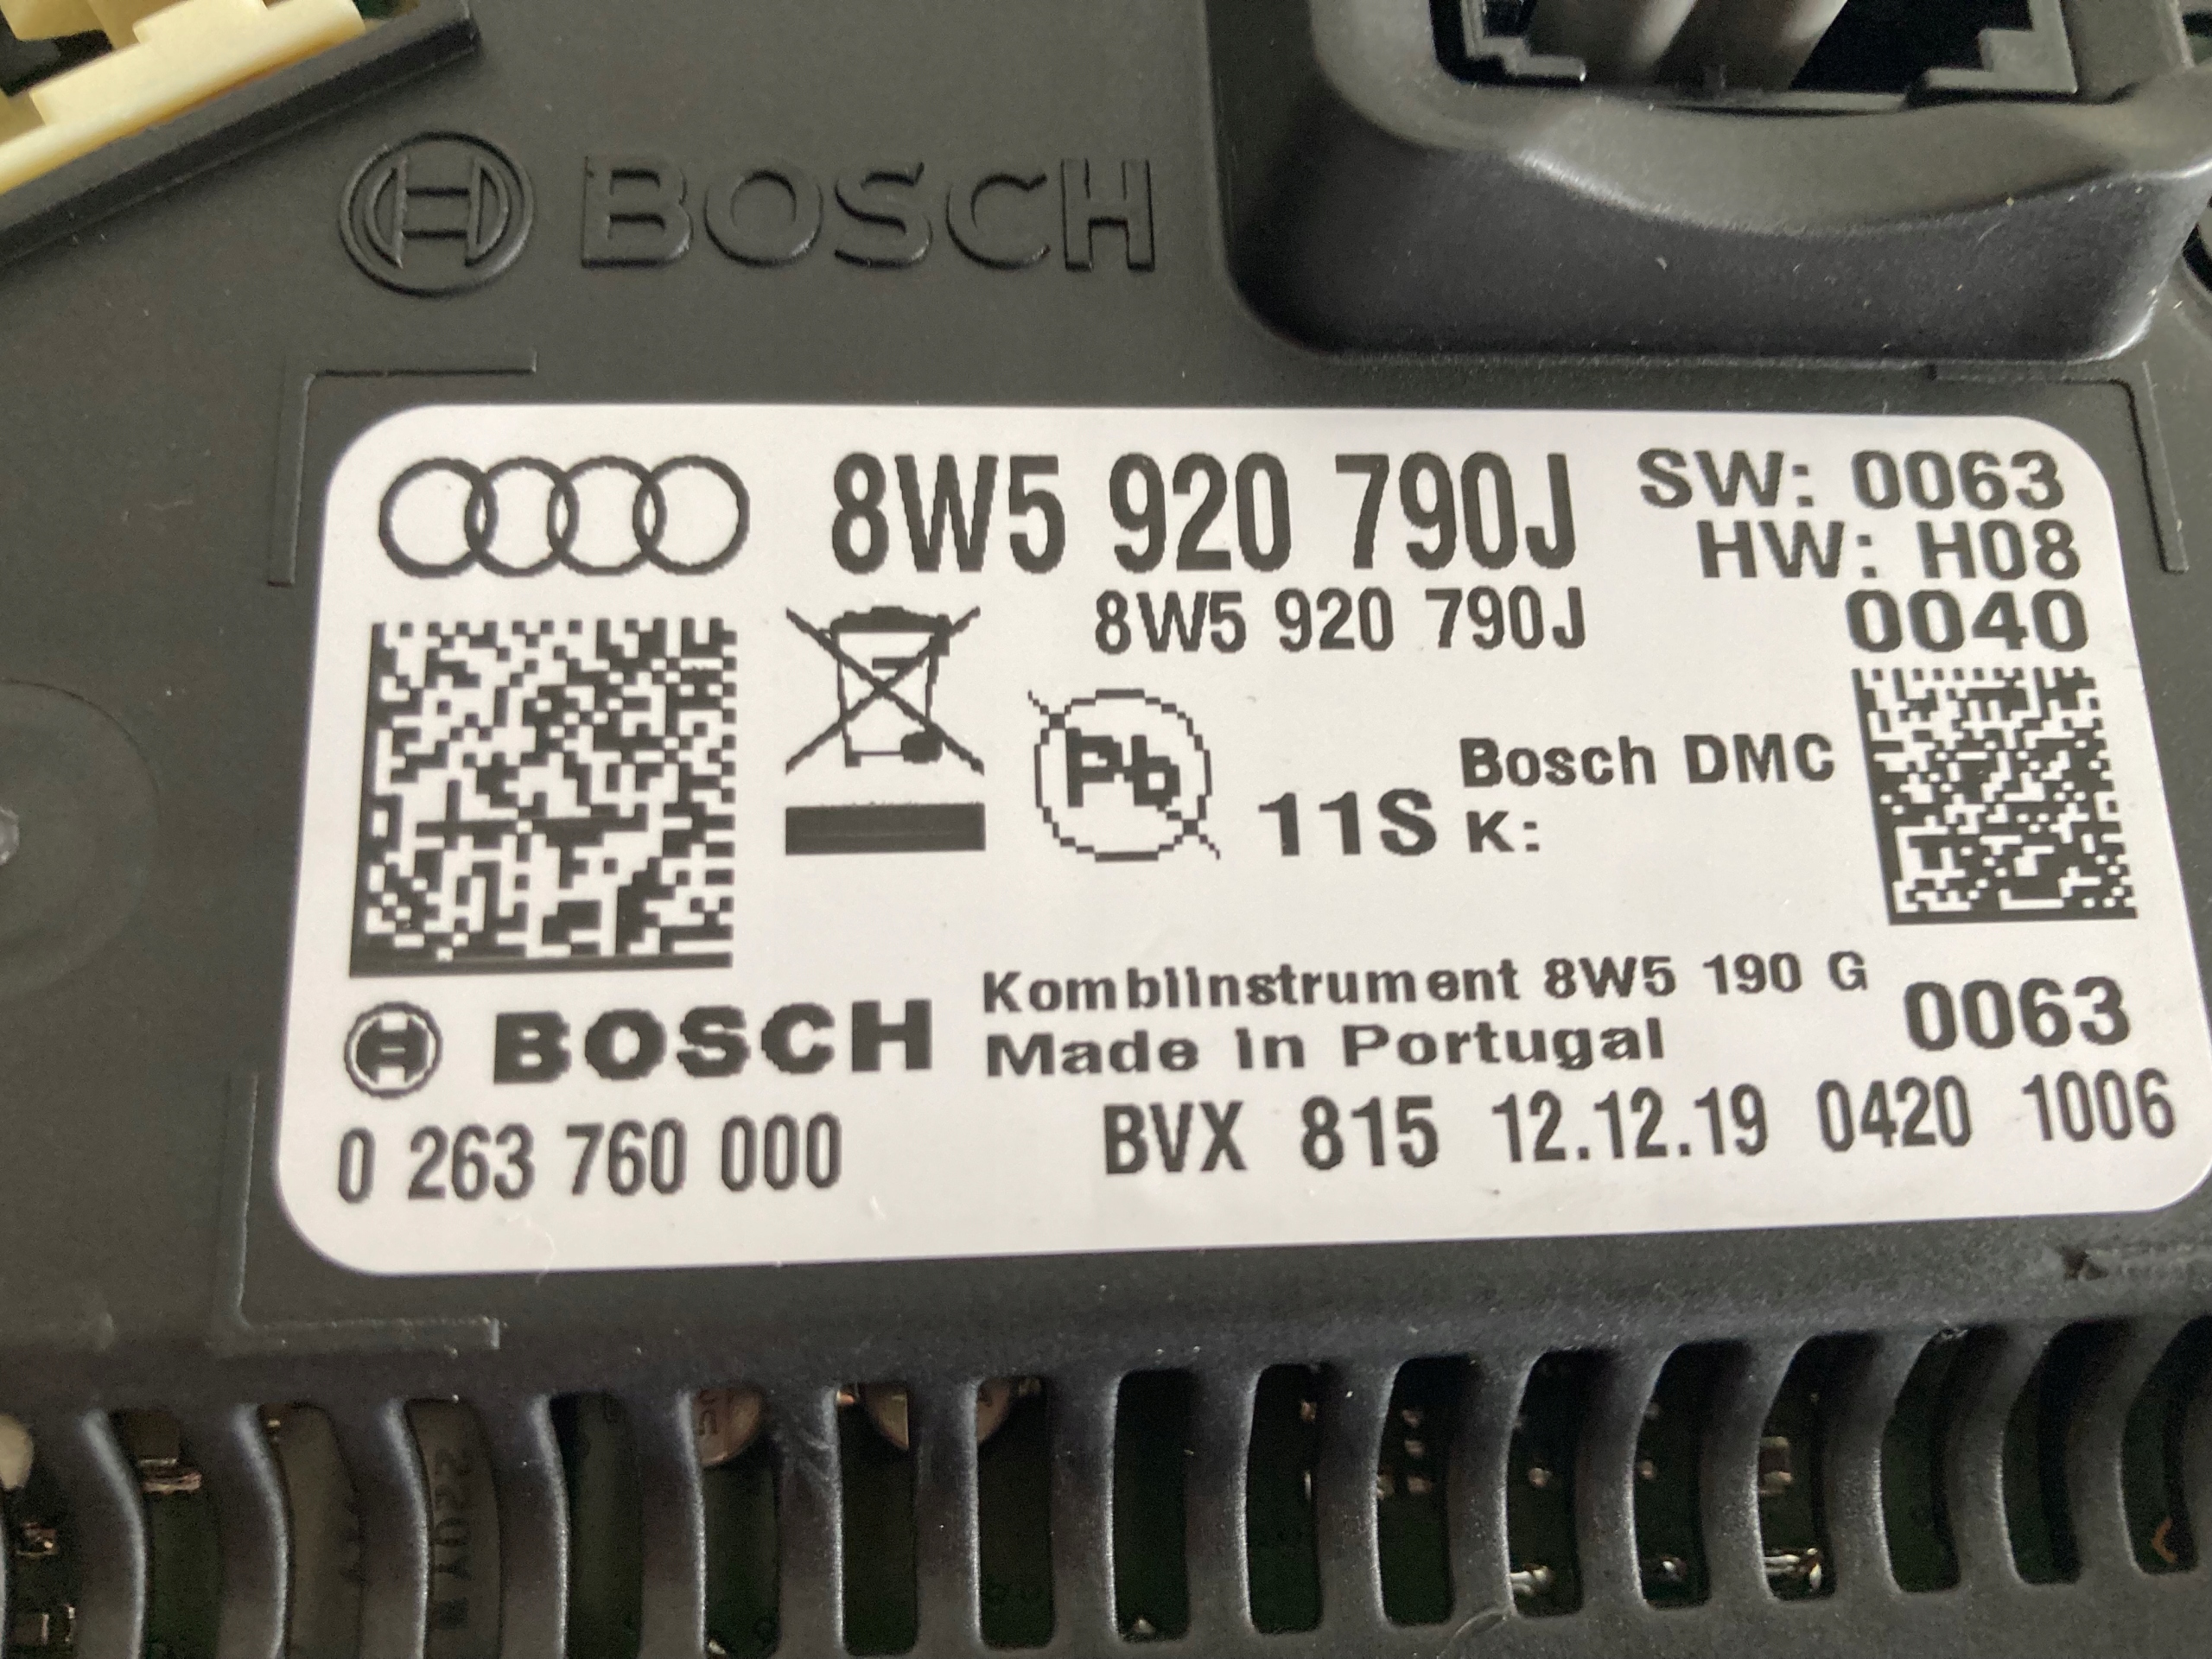 BOSCH
8W5 920 790J
SW: 0063
HW: H08
8W5 920 790J
0040
Pb
11S
Bosch DMC
K:
Kombiinstrument 8W5 190 G
BOSCH
Made in Portugal
0063
0 263 760 000
BVX 815 12.12.19 0420 1006